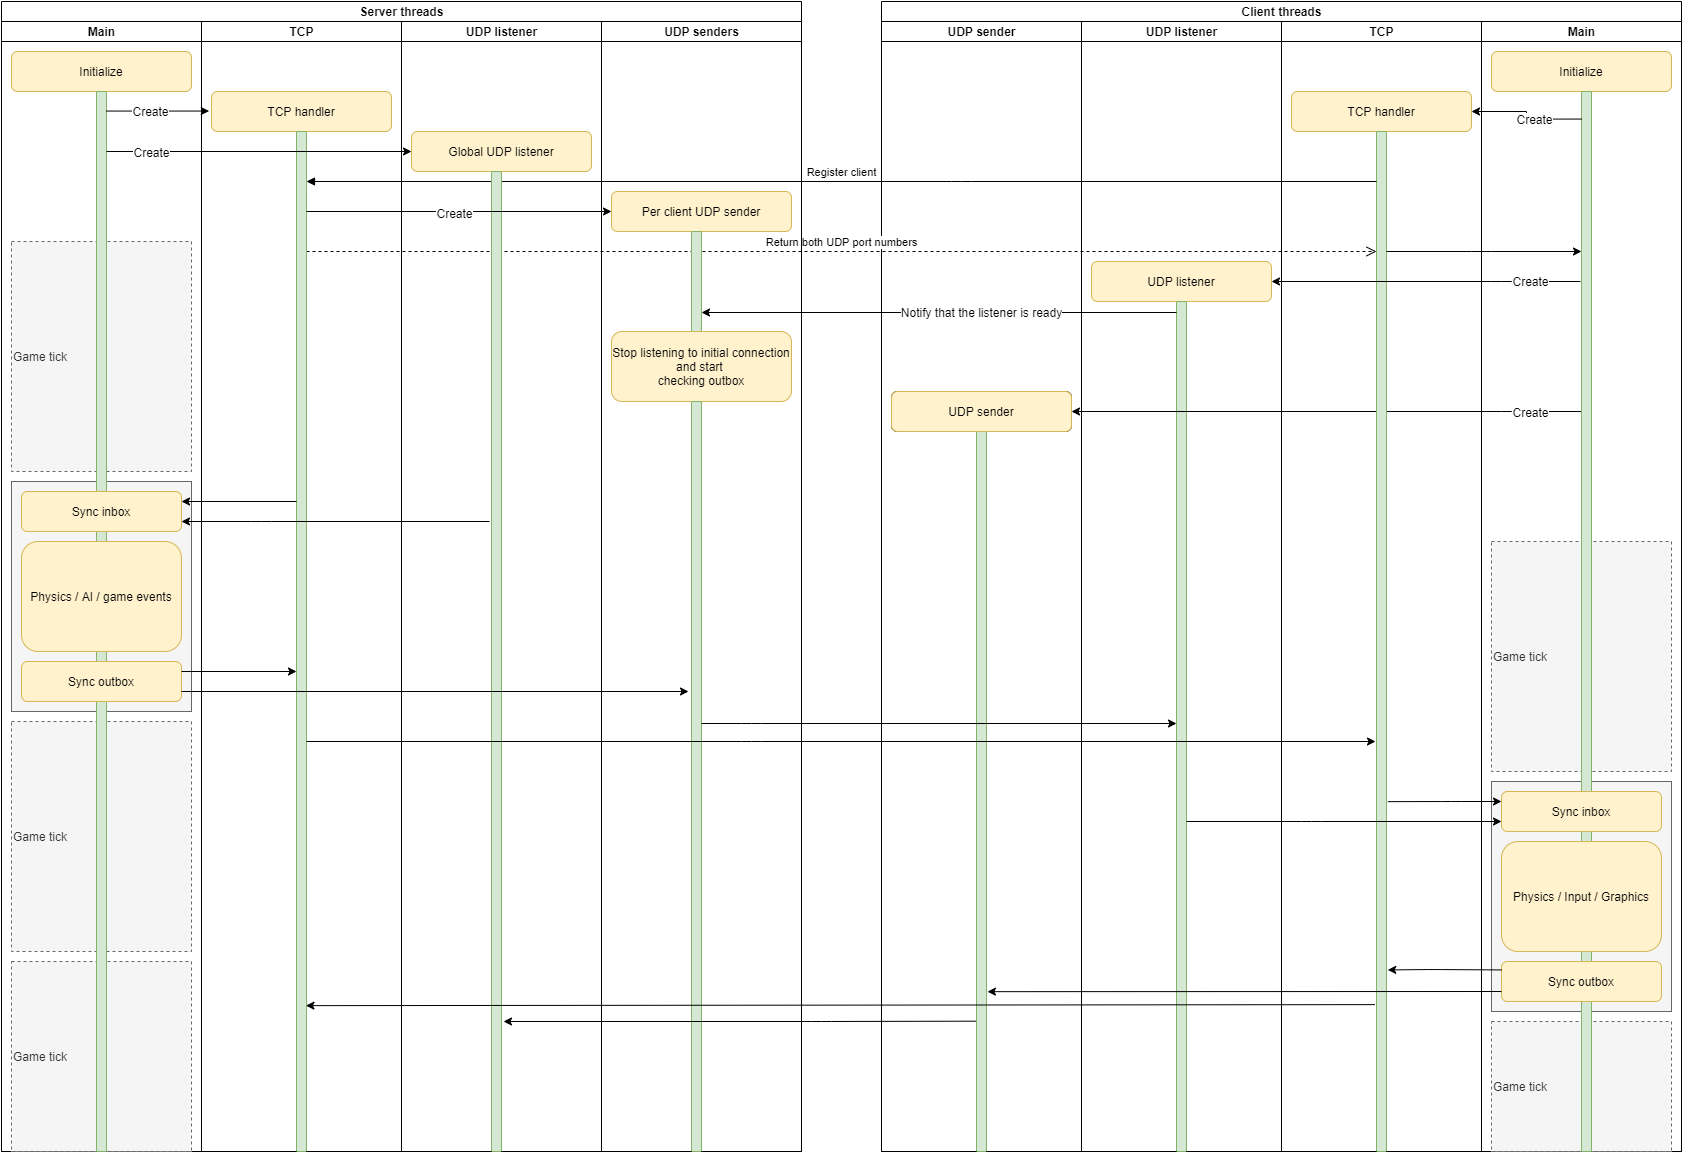 Server threads
Client threads
Main
TCP
UDP listener
UDP senders
UDP sender
UDP listener
TCP
Main
Initialize
Initialize
Create
TCP handler
TCP handler
Create
Create
Global UDP listener
Register client
Create
Per client UDP sender
Return both UDP port numbers
UDP listener
Create
Notify that the listener is ready
Game tick
Stop listening to initial connection
and start
checking outbox
UDP sender
Create
Sync inbox
Physics / AI / game events
Game tick
Sync outbox
Game tick
Sync inbox
Physics / Input / Graphics
Sync outbox
Game tick
Game tick